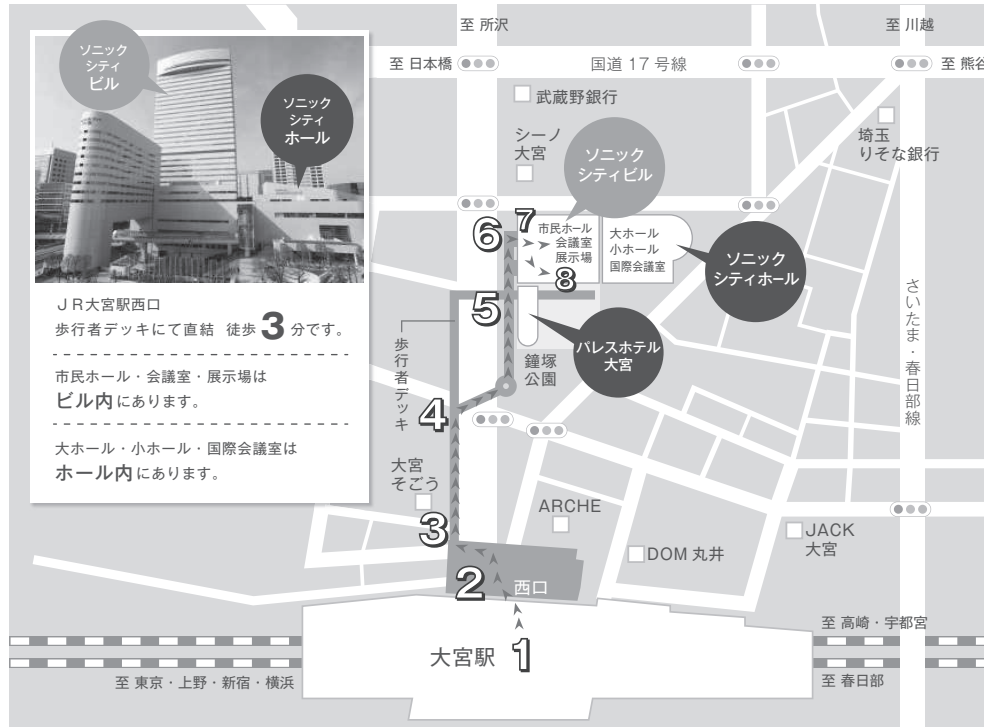 ソニック
シティ
ビル
ソニック
シティ
ホール
JR大宮駅西口
歩行者デッキにて直結 徒歩 3 分です。
市民ホール・会議室・展示場は
ビル内にあります。
大ホール・小ホール・国際会議室は
ホール内にあります。
至 所沢
至 川越
至 日本橋
国道 17 号線
至 熊谷
武蔵野銀行
シーノ
大宮
ソニック
シティビル
埼玉
りそな銀行
6
7
市民ホール
会議室
展示場
8
大ホール
小ホール
国際会議室
ソニック
シティホール
5
パレスホテル
大宮
さいたま・春日部線
歩行者デッキ
鐘塚
公園
4
大宮
そごう
3
ARCHE
DOM 丸井
JACK
大宮
2
西口
大宮駅
1
至 高崎・宇都宮
至 春日部
至 東京・上野・新宿・横浜